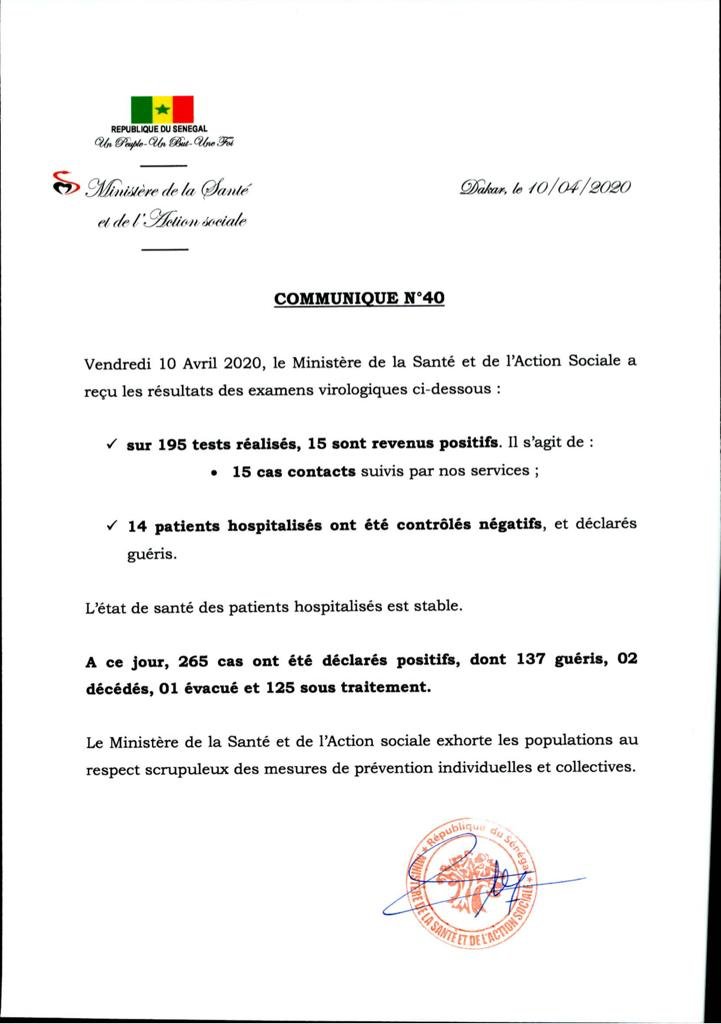 REPUBLIQUE DU SENEGAL
Un Peuple-Un But-Une Foi
Ministère de la Santé
et de l'Action sociale
Dakar, le 10/04/2020
COMMUNIQUE N°40
Vendredi 10 Avril 2020, le Ministère de la Santé et de l'Action Sociale a
reçu les résultats des examens virologiques ci-dessous :
✓ sur 195 tests réalisés, 15 sont revenus positifs. Il s'agit de :
• 15 cas contacts suivis par nos services ;
✓ 14 patients hospitalisés ont été contrôlés négatifs, et déclarés
guéris.
L'état de santé des patients hospitalisés est stable.
A ce jour, 265 cas ont été déclarés positifs, dont 137 guéris, 02
décédés, 01 évacué et 125 sous traitement.
Le Ministère de la Santé et de l'Action sociale exhorte les populations au
respect scrupuleux des mesures de prévention individuelles et collectives.
République du Sénégal
MINISTÈRE DE LA SANTÉ ET DE L'ACTION SOCIALE